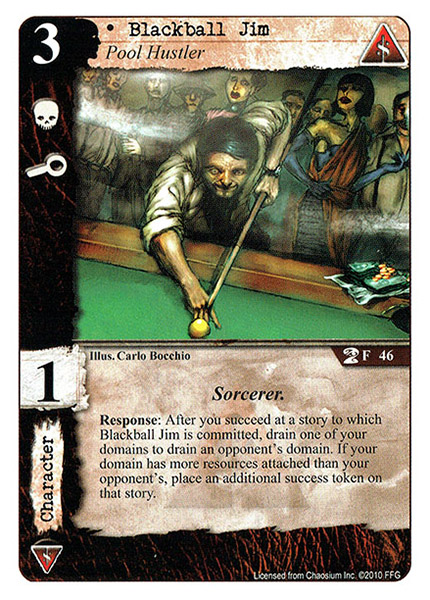 3
• Blackball Jim
Pool Hustler
Illus. Carlo Bocchio
F 46
1
Sorcerer.
Response: After you succeed at a story to which
Blackball Jim is committed, drain one of your
domains to drain an opponent's domain. If your
domain has more resources attached than your
opponent's, place an additional success token on
that story.
Character
Licensed from Chaosium Inc. ©2010 FFG